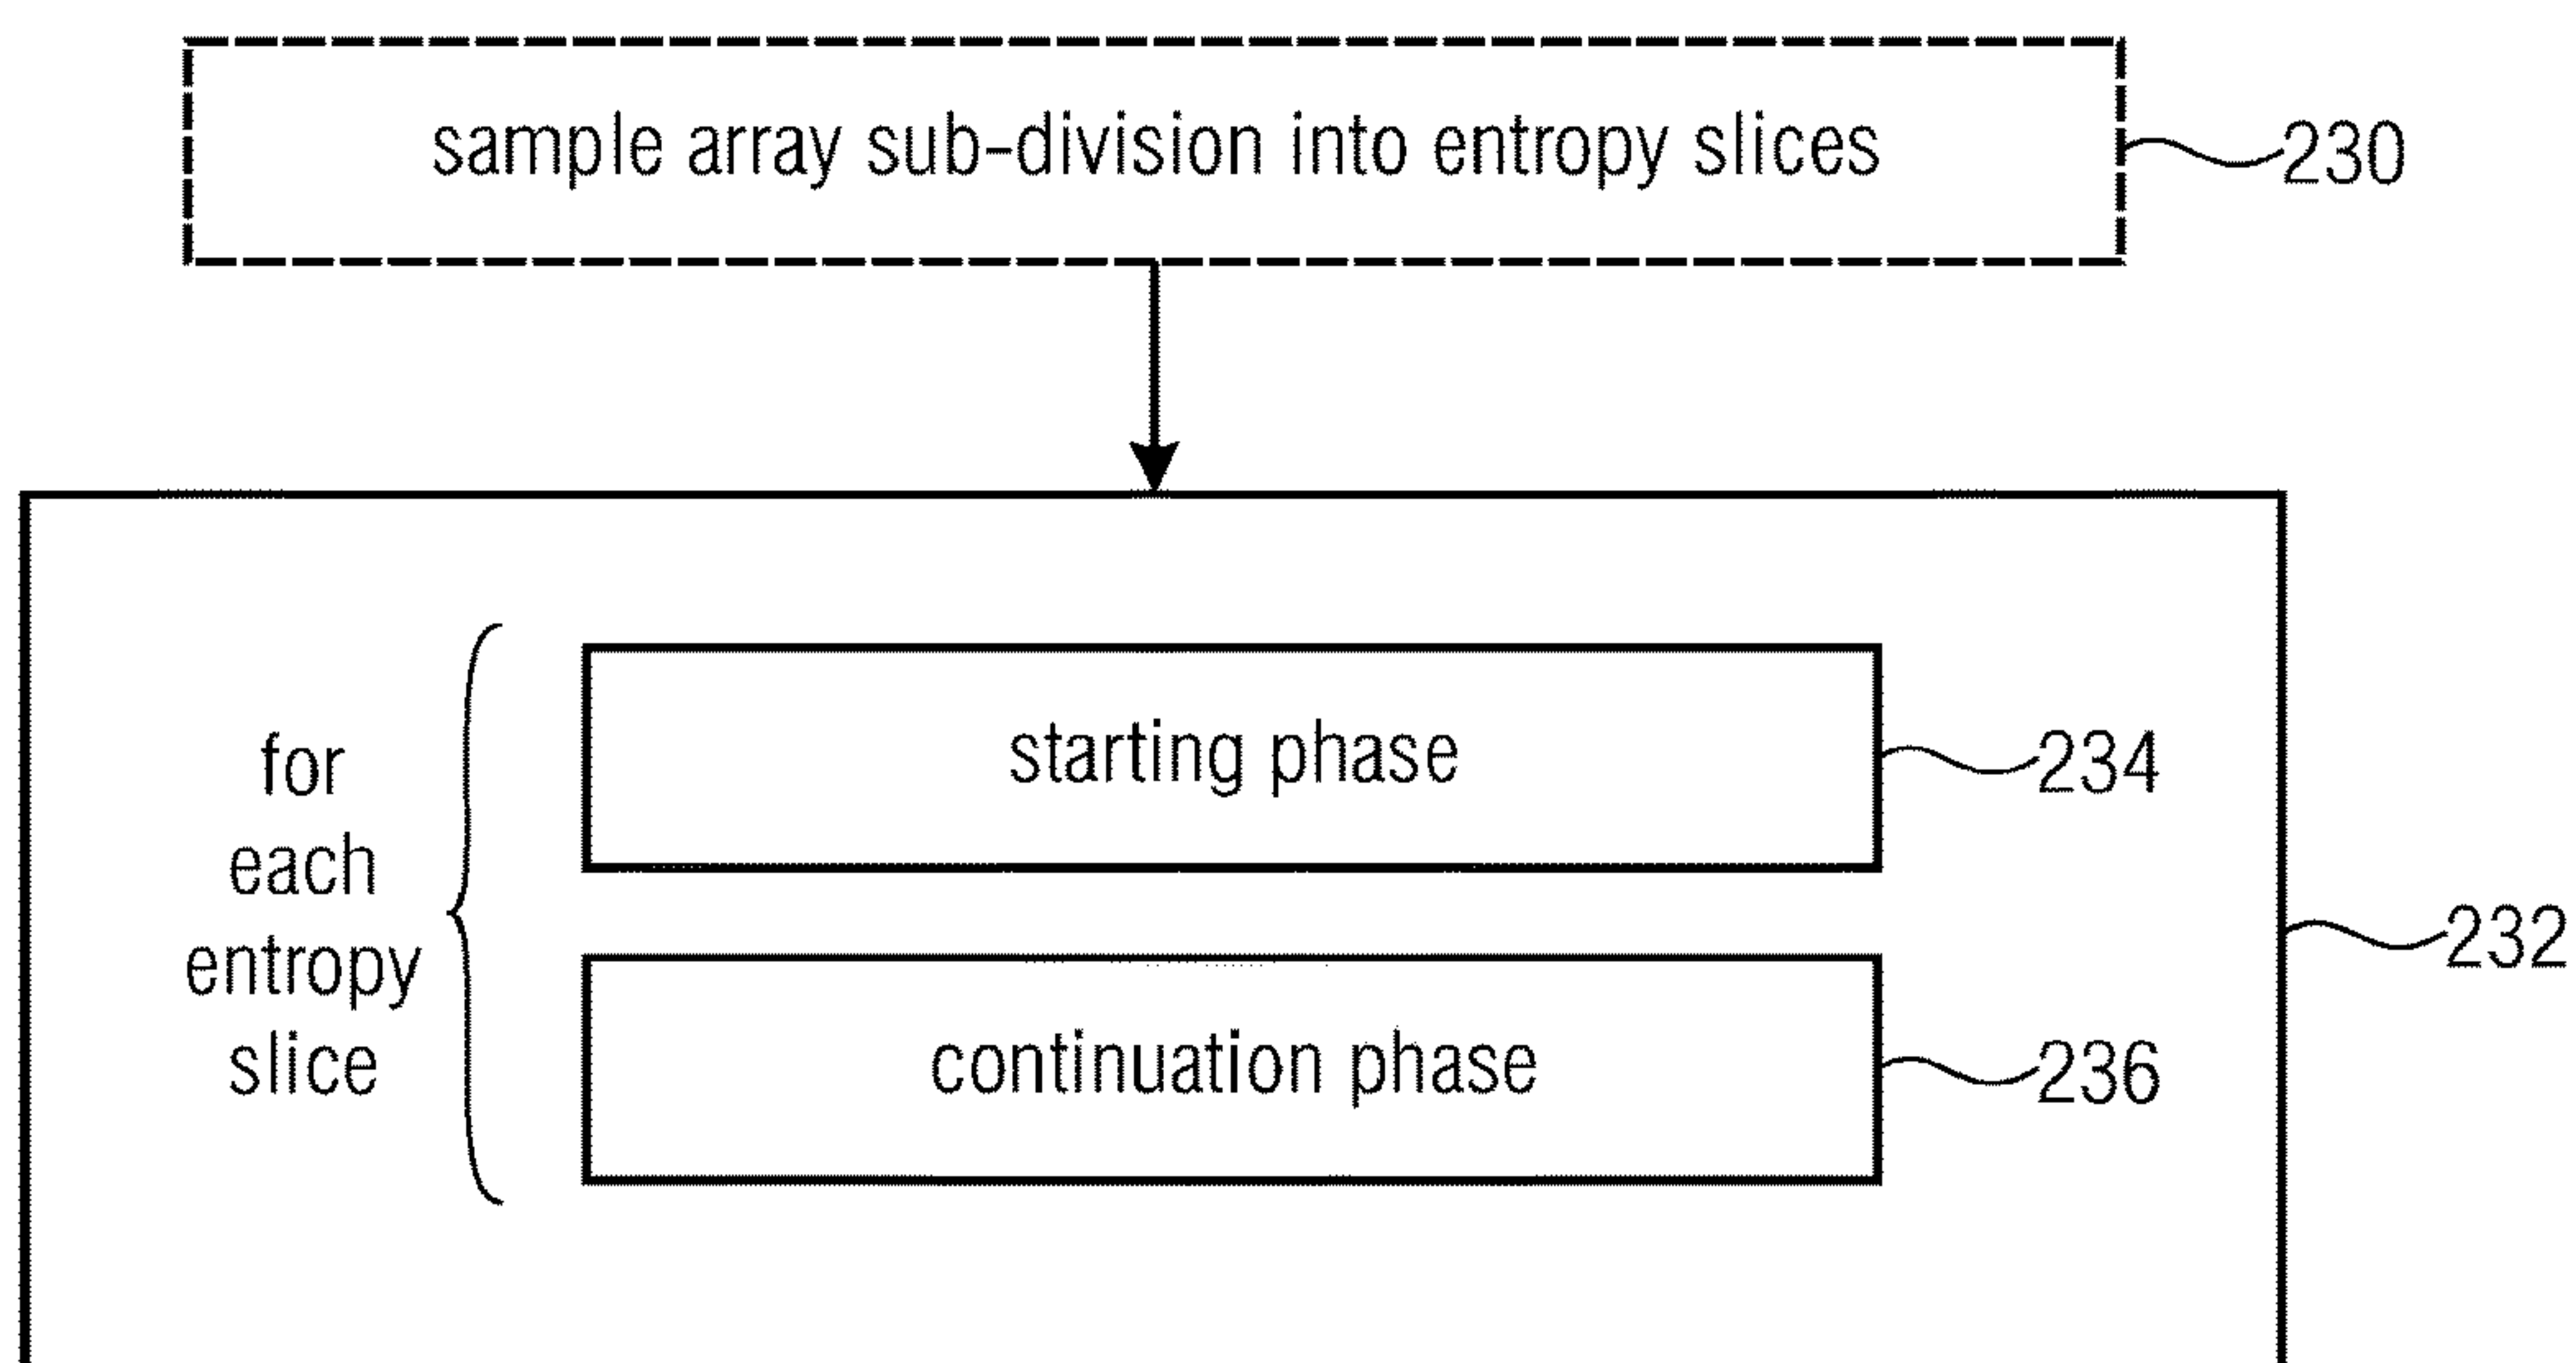 sample array sub-division into entropy slices
230
for
each
entropy
slice
starting phase
234
continuation phase
236
232